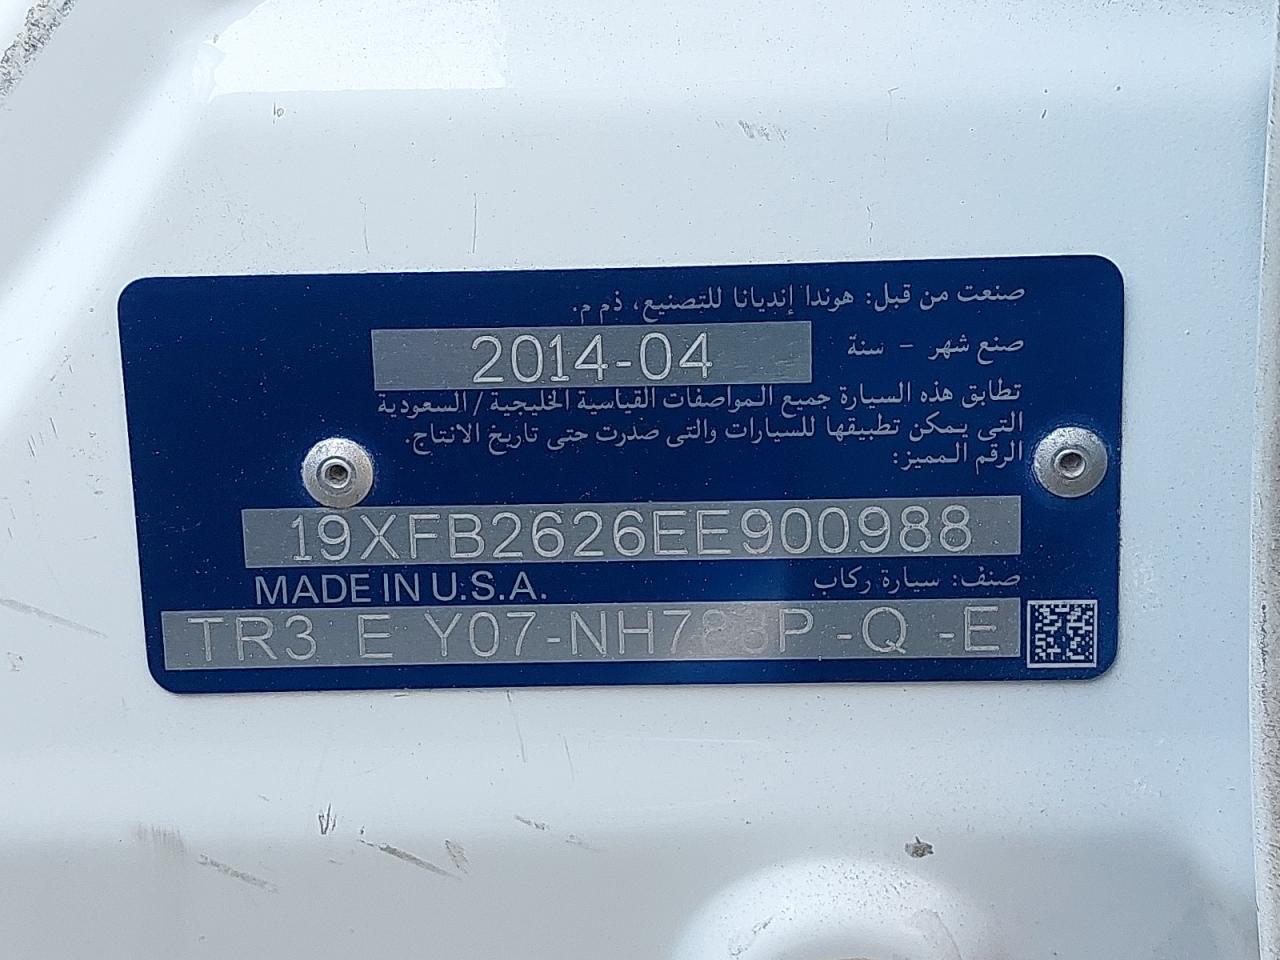 صنعت من قبل: هوندا إنديانا للتصنيع، ذم م.
صنع شهر - سنة 2014-04
تطابق هذه السيارة جميع المواصفات القياسية الخليجية / السعودية
التي يمكن تطبيقها للسيارات والتي صدرت حتى تاريخ الانتاج.
الرقم المميز:
19XFB2626EE900988
MADE IN U.S.A. صنف: سيارة ركاب
TR3 E Y07-NH788P -Q -E